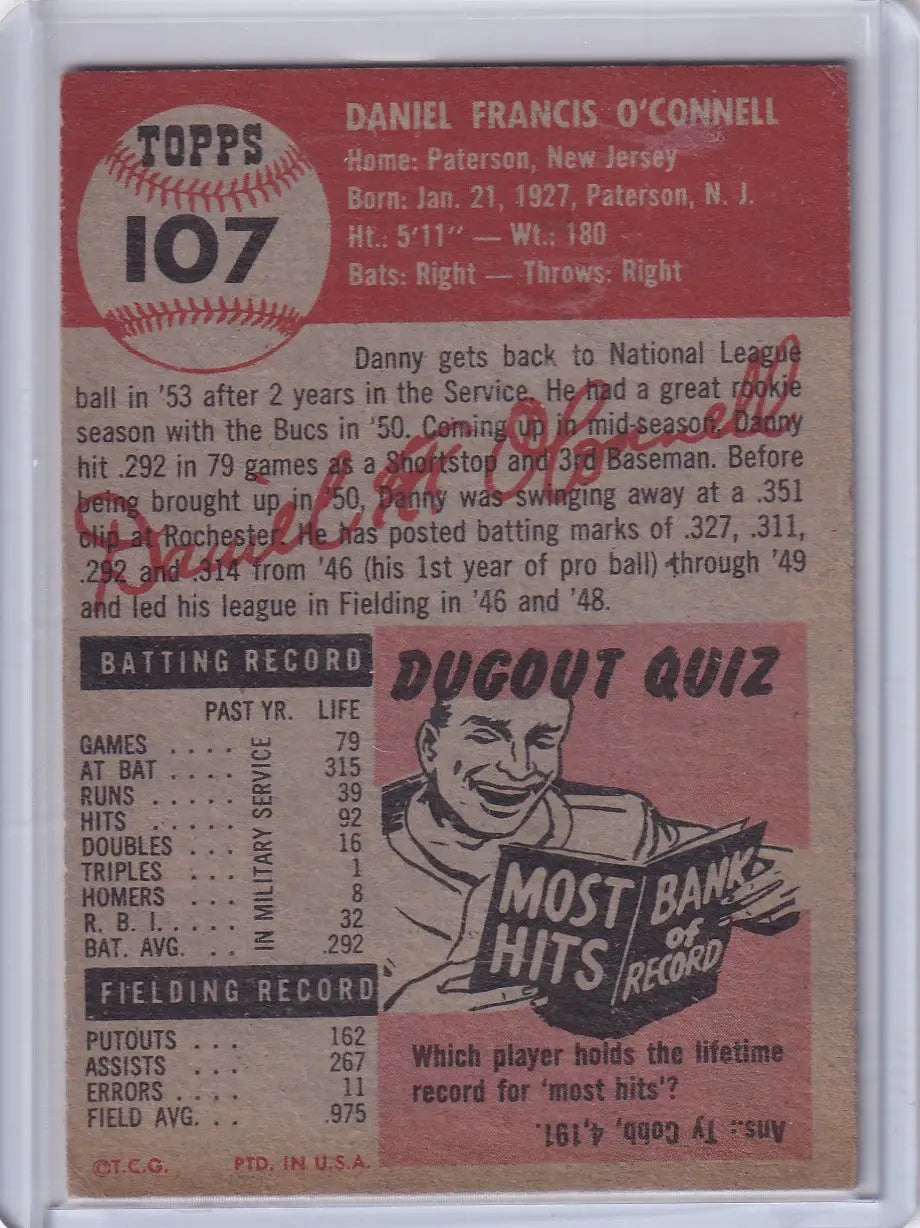 TOPPS
107
DANIEL FRANCIS O'CONNELL
Home: Paterson, New Jersey
Born: Jan. 21, 1927, Paterson, N. J.
Ht.: 5'11" — Wt.: 180
Bats: Right — Throws: Right
Danny gets back to National League
ball in '53 after 2 years in the Service. He had a great rookie
season with the Bucs in '50. Coming up in mid-season, Danny
hit .292 in 79 games as a Shortstop and 3rd Baseman. Before
being brought up in '50, Danny was swinging away at a .351
clip at Rochester. He has posted batting marks of .327, .311,
.292 and .314 from '46 (his 1st year of pro ball) through '49
and led his league in Fielding in '46 and '48.
Daniel F. O'Connell
BATTING RECORD
PAST YR. LIFE
GAMES . . . . 79
AT BAT . . . . 315
RUNS . . . . . 39
HITS . . . . . 92
DOUBLES . . . 16
TRIPLES . . . 1
HOMERS . . . 8
R. B. I. . . . . 32
BAT. AVG. . . .292
IN MILITARY SERVICE
FIELDING RECORD
PUTOUTS . . . 162
ASSISTS . . . 267
ERRORS . . . . 11
FIELD AVG. . . .975
©T.C.G. PTD. IN U.S.A.
DUGOUT QUIZ
MOST
HITS
BANK
of
RECORD
Which player holds the lifetime
record for 'most hits'?
Ans.: Ty Cobb, 4,191.